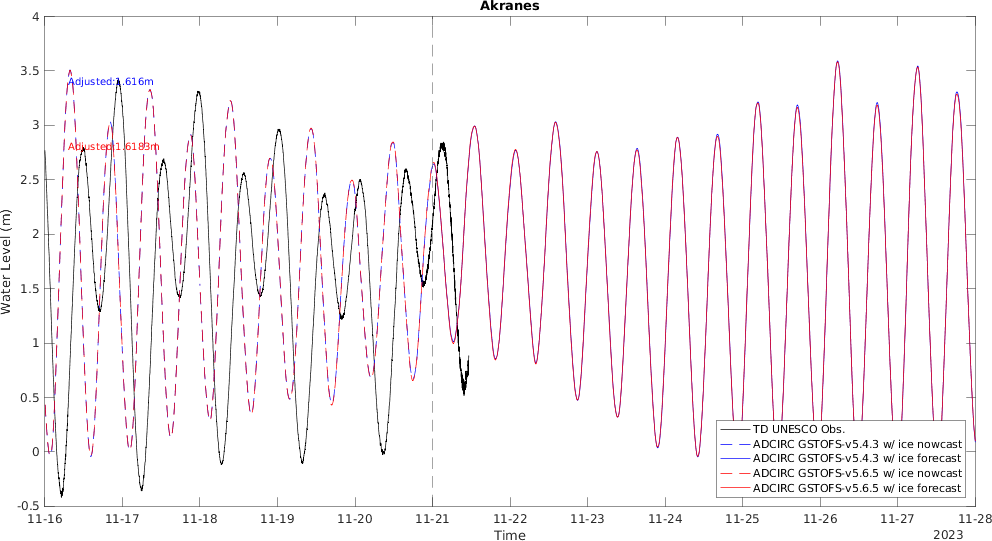 Akranes
4
3.5
3
2.5
2
1.5
1
0.5
0
-0.5
Water Level (m)
Adjusted:1.616m
Adjusted:1.6183m
TD UNESCO Obs.
ADCIRC GSTOFS-v5.4.3 w/ ice nowcast
ADCIRC GSTOFS-v5.4.3 w/ ice forecast
ADCIRC GSTOFS-v5.6.5 w/ ice nowcast
ADCIRC GSTOFS-v5.6.5 w/ ice forecast
11-16 11-17 11-18 11-19 11-20 11-21 11-22 11-23 11-24 11-25 11-26 11-27 11-28
Time
2023